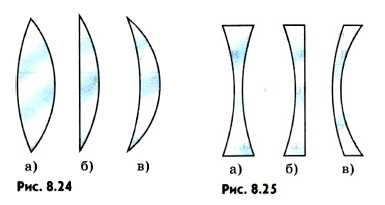 а) б) в)
Рис. 8.24
а) б) в)
Рис. 8.25